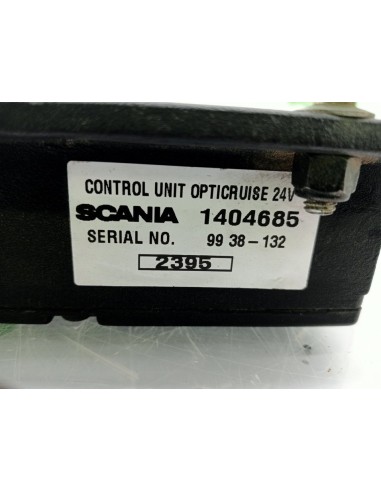 CONTROL UNIT OPTICRUISE 24V
SCANIA 1404685
SERIAL NO. 99 38-132
2395